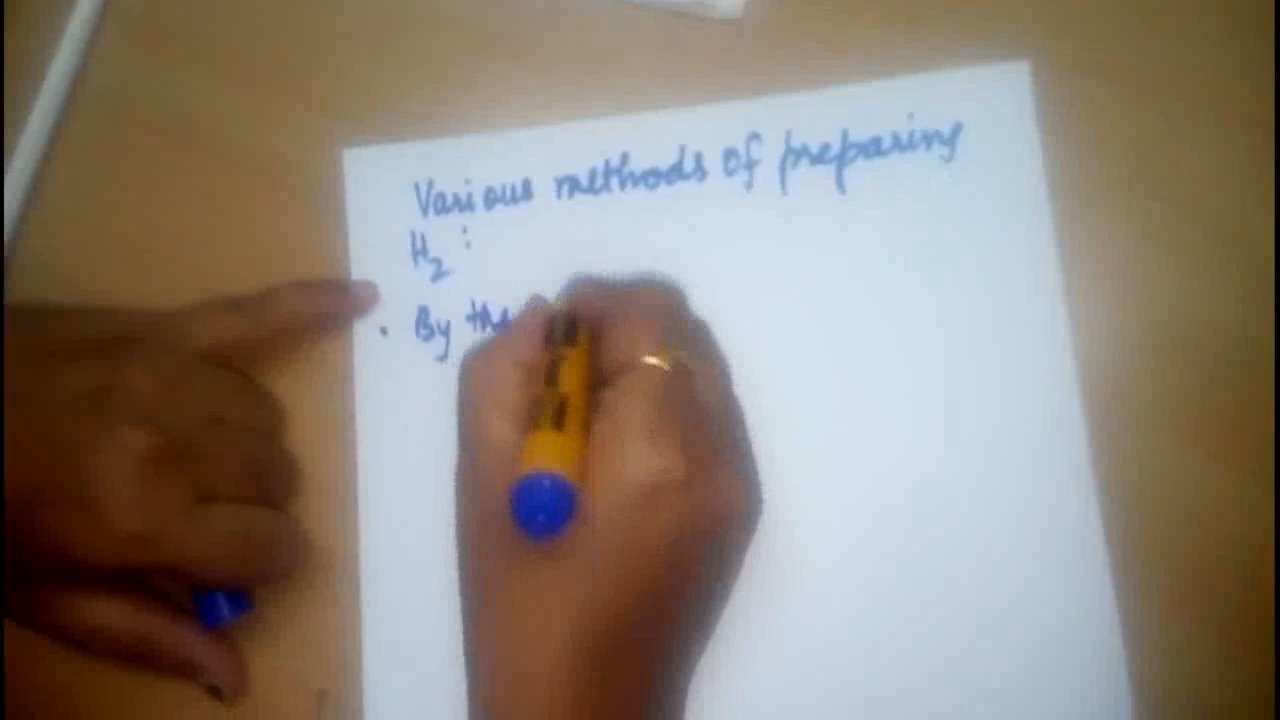 Various methods of preparing
H₂ :
. By the